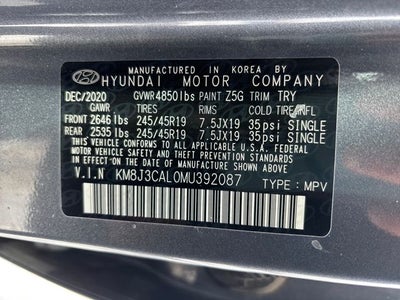 MANUFACTURED IN KOREA BY
HYUNDAI MOTOR COMPANY
DEC/2020 GVWR4850lbs PAINT Z5G TRIM TRY
GAWR TIRES RIMS COLD TIRE/NFL
FRONT 2646 lbs 245/45R19 7.5JX19 35psi SINGLE
REAR 2535 lbs 245/45R19 7.5JX19 35psi SINGLE
THIS VEHICLE CONFORMS TO ALL
APPLICABLE U.S.A. FEDERAL
MOTOR VEHICLE SAFETY AND
THEFT PREVENTION STANDARDS
IN EFFECT ON THE DATE OF
MANUFACTURE SHOWN ABOVE
V.I.N KM8J3CAL0MU392087 TYPE : MPV